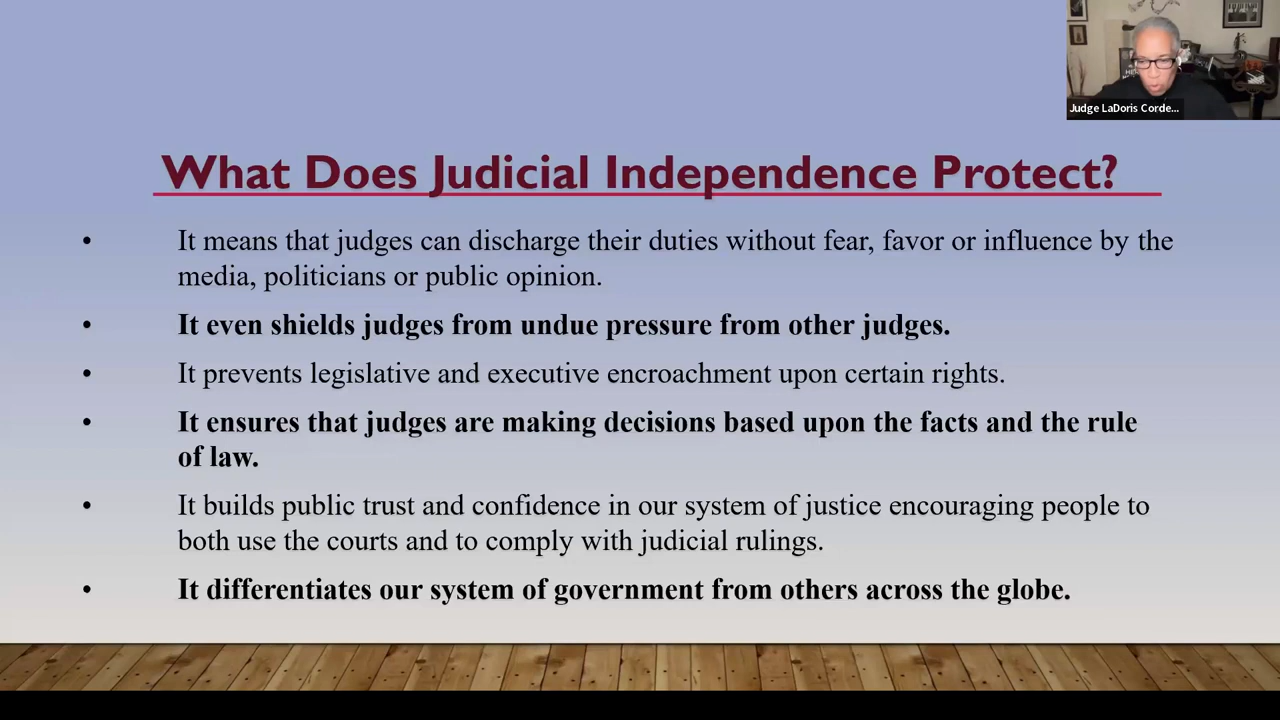 Judge LaDoris Corde...
What Does Judicial Independence Protect?
• It means that judges can discharge their duties without fear, favor or influence by the
media, politicians or public opinion.
• It even shields judges from undue pressure from other judges.
• It prevents legislative and executive encroachment upon certain rights.
• It ensures that judges are making decisions based upon the facts and the rule
of law.
• It builds public trust and confidence in our system of justice encouraging people to
both use the courts and to comply with judicial rulings.
• It differentiates our system of government from others across the globe.